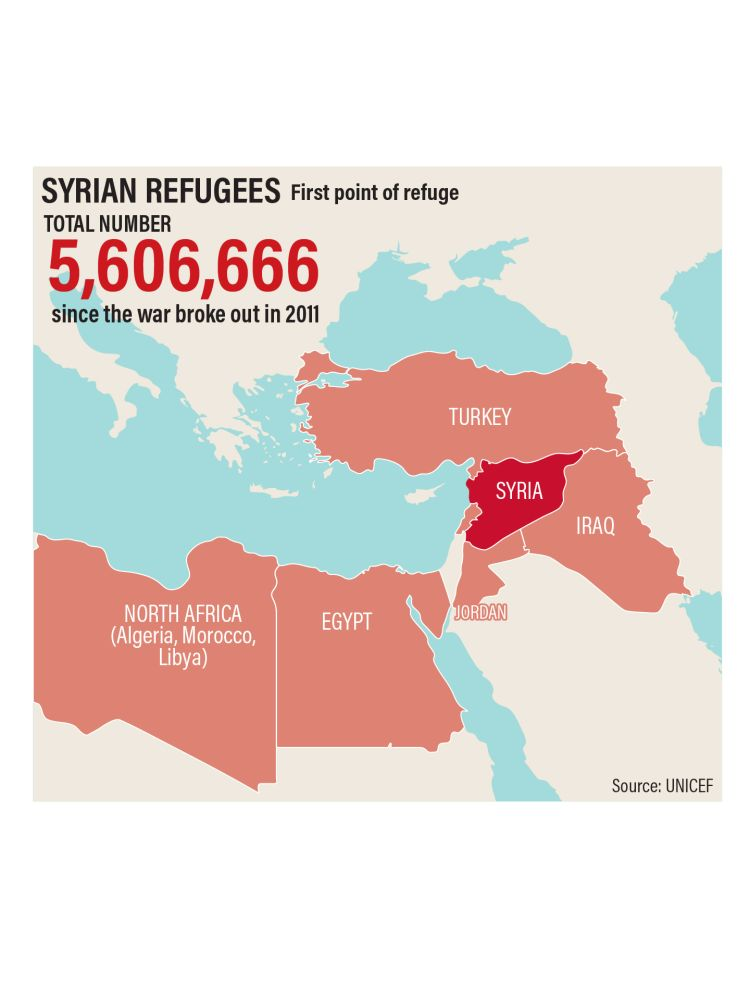 SYRIAN REFUGEES First point of refuge
TOTAL NUMBER
5,606,666
since the war broke out in 2011
TURKEY
SYRIA
IRAQ
NORTH AFRICA
(Algeria, Morocco,
Libya)
EGYPT
JORDAN
Source: UNICEF